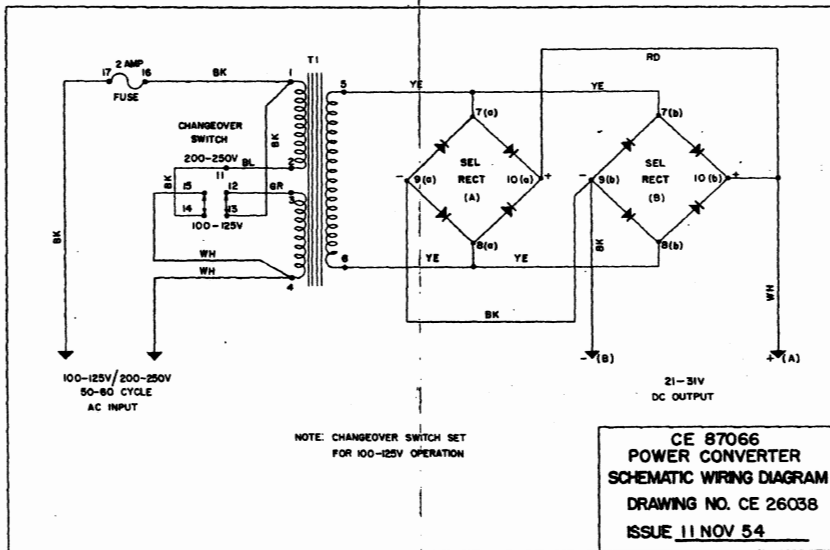 2 AMP
17 16
FUSE
BK
1
T1
5
YE
YE
RD
CHANGEOVER
SWITCH
200-250V
BL
2
11
BK
BK
15 12
GR
3
14 13
100-125V
7(a)
7(b)
- SEL +
9(a) RECT 10(a)
(A)
- SEL +
9(b) RECT 10(b)
(B)
8(a)
8(b)
WH
WH
4
6
YE
YE
BK
BK
BK
WH
- (B)
+ (A)
100-125V/200-250V
50-60 CYCLE
AC INPUT
21-31V
DC OUTPUT
NOTE: CHANGEOVER SWITCH SET
FOR 100-125V OPERATION
CE 87066
POWER CONVERTER
SCHEMATIC WIRING DIAGRAM
DRAWING NO. CE 26038
ISSUE 11 NOV 54